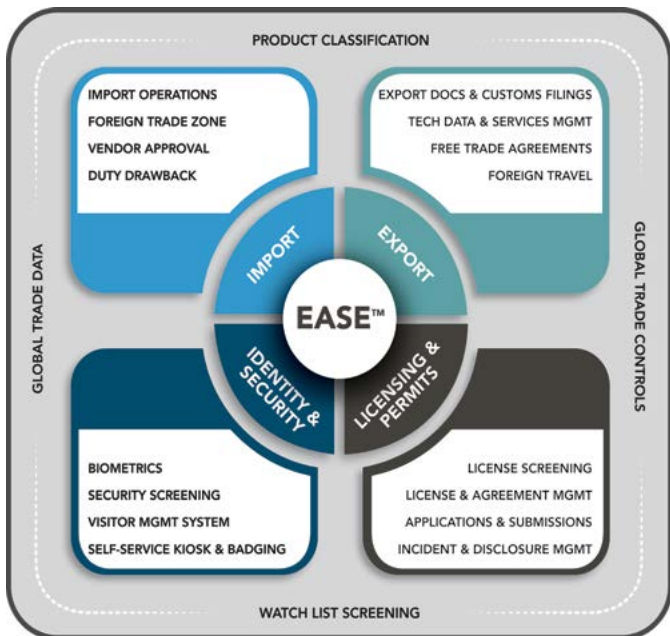 PRODUCT CLASSIFICATION
IMPORT OPERATIONS
FOREIGN TRADE ZONE
VENDOR APPROVAL
DUTY DRAWBACK
EXPORT DOCS & CUSTOMS FILINGS
TECH DATA & SERVICES MGMT
FREE TRADE AGREEMENTS
FOREIGN TRAVEL
IMPORT
EXPORT
GLOBAL TRADE DATA
EASE™
GLOBAL TRADE CONTROLS
IDENTITY &
SECURITY
LICENSING &
PERMITS
BIOMETRICS
SECURITY SCREENING
VISITOR MGMT SYSTEM
SELF-SERVICE KIOSK & BADGING
LICENSE SCREENING
LICENSE & AGREEMENT MGMT
APPLICATIONS & SUBMISSIONS
INCIDENT & DISCLOSURE MGMT
WATCH LIST SCREENING